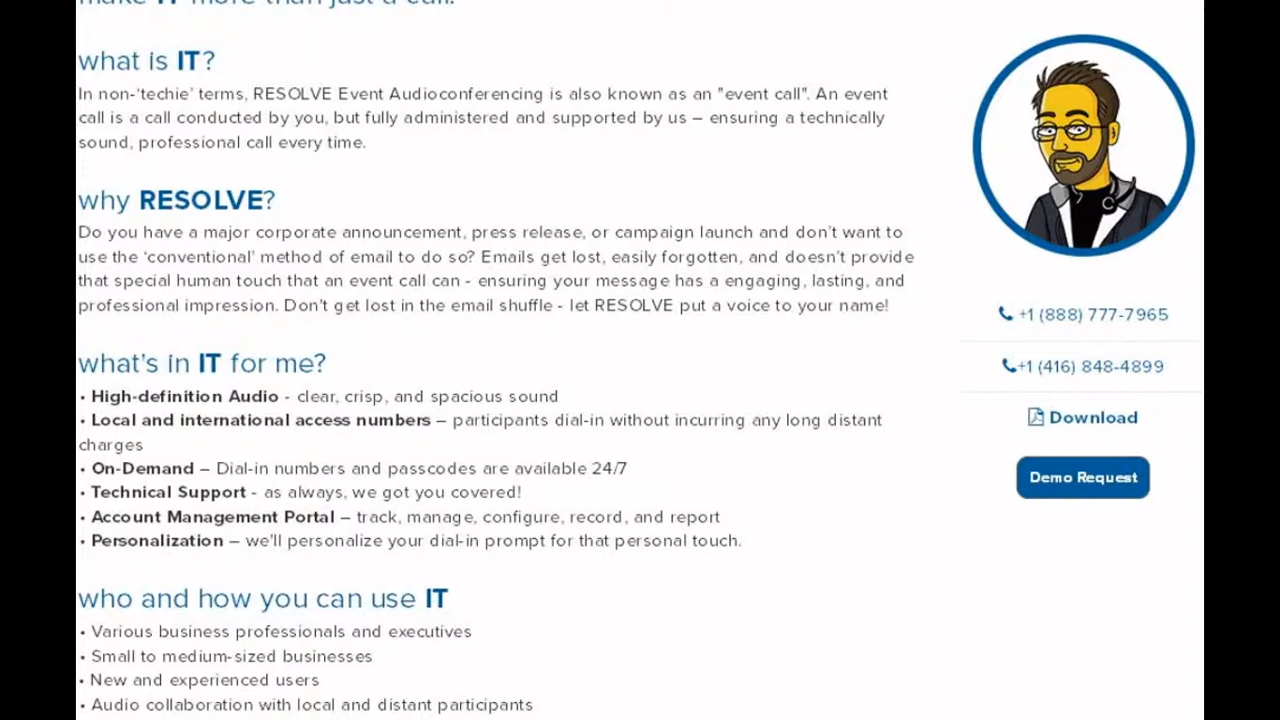 make IT more than just a call.
what is IT?
In non-‘techie’ terms, RESOLVE Event Audioconferencing is also known as an "event call". An event
call is a call conducted by you, but fully administered and supported by us – ensuring a technically
sound, professional call every time.
why RESOLVE?
Do you have a major corporate announcement, press release, or campaign launch and don’t want to
use the ‘conventional’ method of email to do so? Emails get lost, easily forgotten, and doesn’t provide
that special human touch that an event call can - ensuring your message has a engaging, lasting, and
professional impression. Don’t get lost in the email shuffle - let RESOLVE put a voice to your name!
what's in IT for me?
• High-definition Audio - clear, crisp, and spacious sound
• Local and international access numbers – participants dial-in without incurring any long distant
charges
• On-Demand – Dial-in numbers and passcodes are available 24/7
• Technical Support - as always, we got you covered!
• Account Management Portal – track, manage, configure, record, and report
• Personalization – we'll personalize your dial-in prompt for that personal touch.
who and how you can use IT
• Various business professionals and executives
• Small to medium-sized businesses
• New and experienced users
• Audio collaboration with local and distant participants
+1 (888) 777-7965
+1 (416) 848-4899
Download
Demo Request